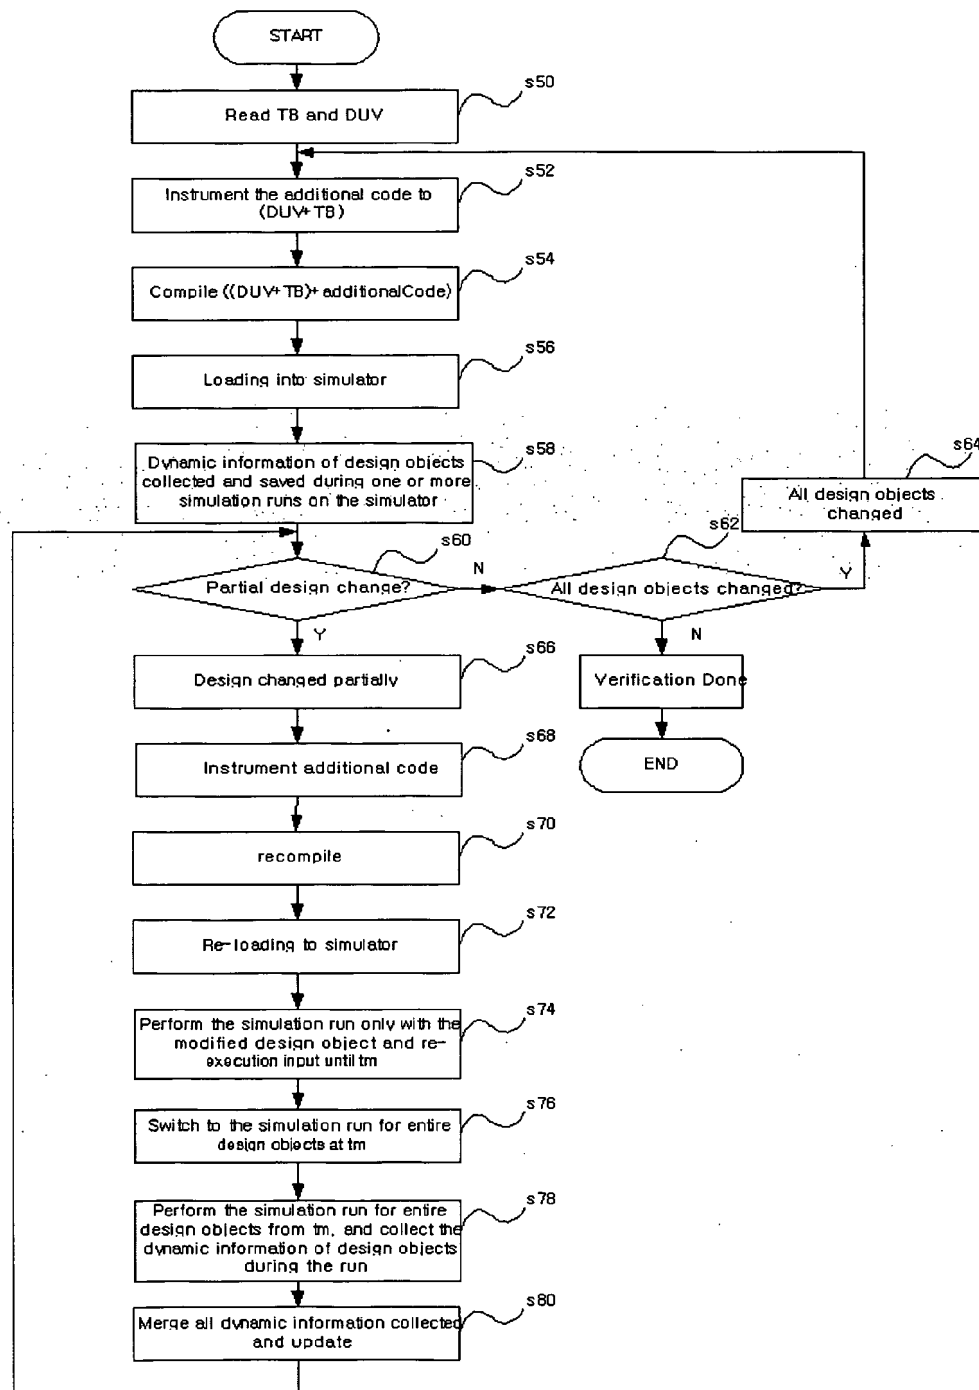 START
s50
Read TB and DUV
s52
Instrument the additional code to
(DUV+TB)
s54
Compile ((DUV+TB)+additionalCode)
s56
Loading into simulator
s58
Dynamic information of design objects
collected and saved during one or more
simulation runs on the simulator
s64
All design objects
changed
s60
Partial design change?
N
s62
All design objects changed?
Y
Y
N
s66
Design changed partially
Verification Done
s68
Instrument additional code
END
s70
recompile
s72
Re-loading to simulator
s74
Perform the simulation run only with the
modified design object and re-
execution input until tm
s76
Switch to the simulation run for entire
design objects at tm
s78
Perform the simulation run for entire
design objects from tm, and collect the
dynamic information of design objects
during the run
s80
Merge all dynamic information collected
and update